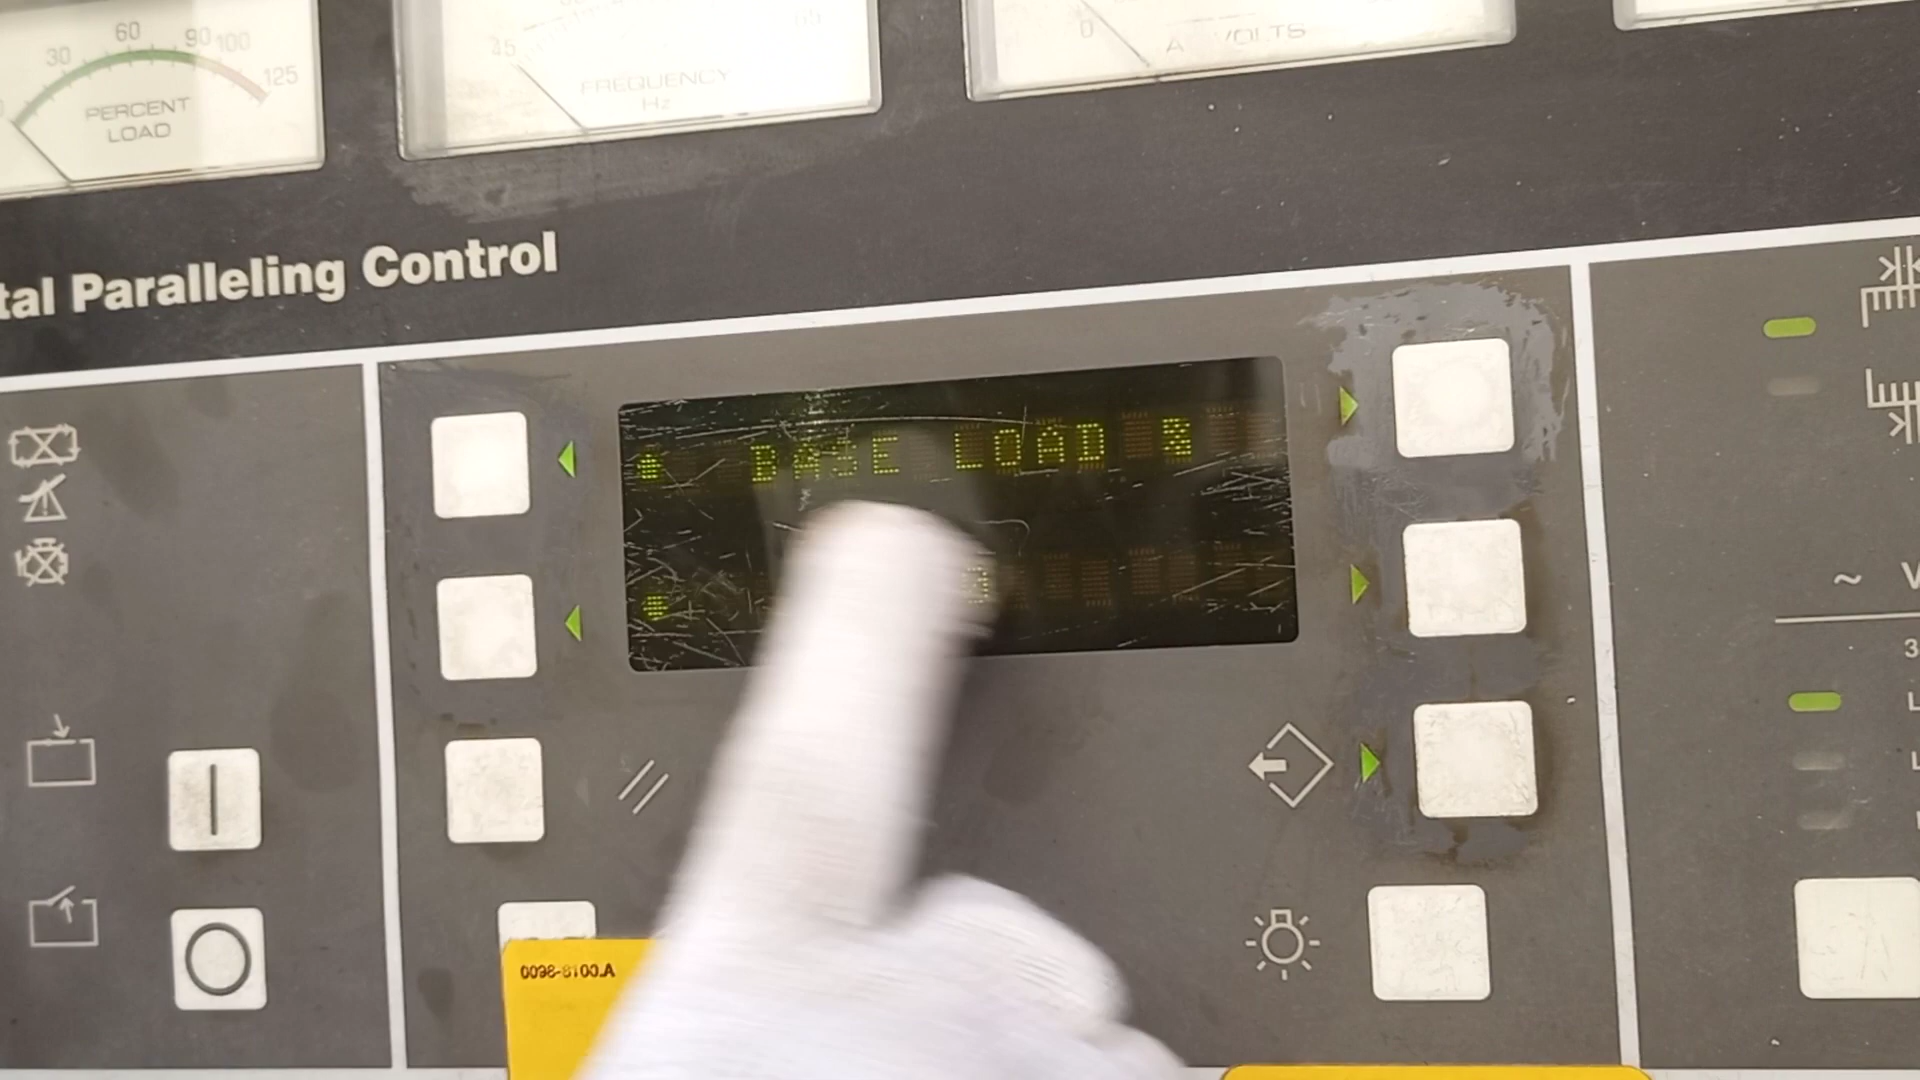 30 60 90 100 125
PERCENT
LOAD
45 65
FREQUENCY
Hz
0
VOLTS
tal Paralleling Control
BASE LOAD %
~ V
0098-8100.A